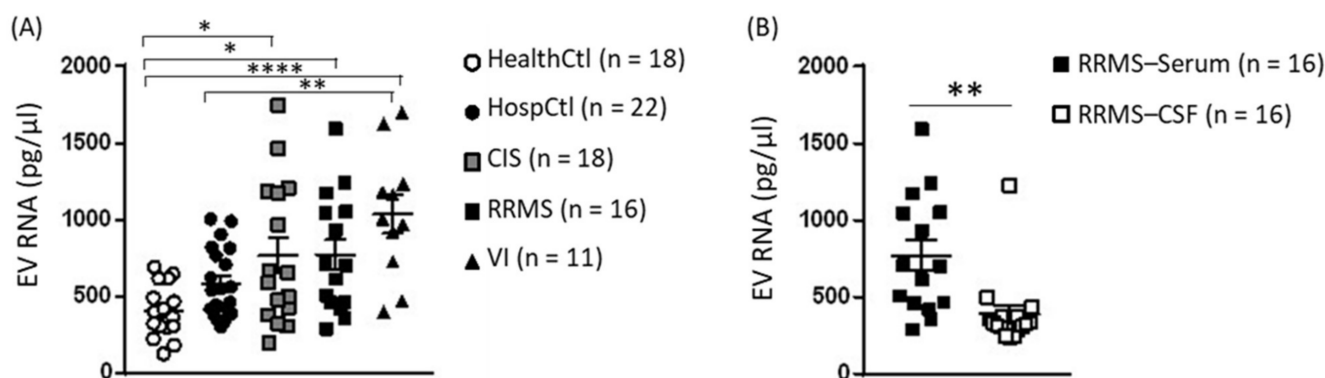 (A)
*
*
****
**
EV RNA (pg/µl)
2000
1500
1000
500
0
HealthCtl (n = 18)
HospCtl (n = 22)
CIS (n = 18)
RRMS (n = 16)
VI (n = 11)
(B)
**
EV RNA (pg/µl)
2000
1500
1000
500
0
RRMS–Serum (n = 16)
RRMS–CSF (n = 16)